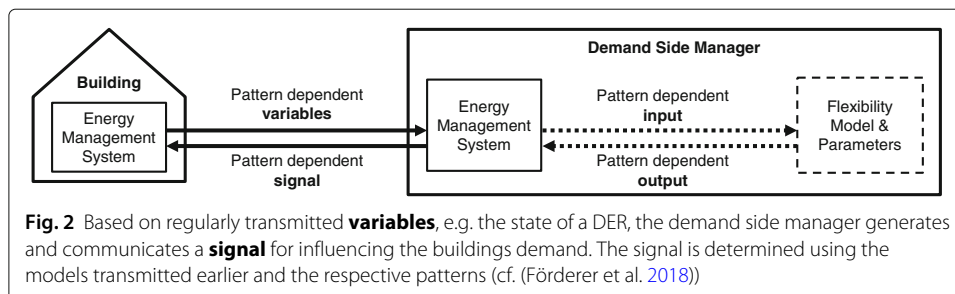 Demand Side Manager
Building
Energy
Management
System
Pattern dependent
variables
Pattern dependent
signal
Energy
Management
System
Pattern dependent
input
Pattern dependent
output
Flexibility
Model &
Parameters
Fig. 2 Based on regularly transmitted variables, e.g. the state of a DER, the demand side manager generates
and communicates a signal for influencing the buildings demand. The signal is determined using the
models transmitted earlier and the respective patterns (cf. (Förderer et al. 2018))